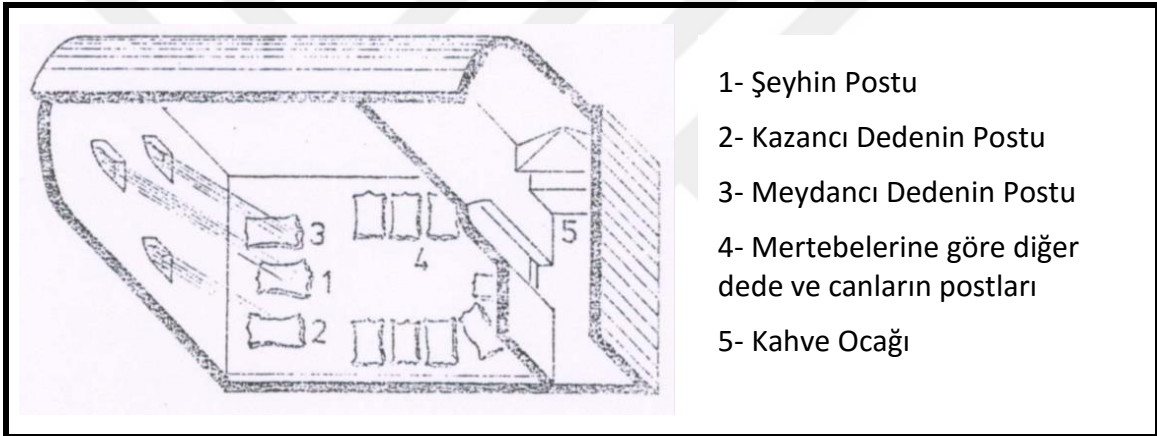 3
1
2
4
5
1- Şeyhin Postu
2- Kazancı Dedenin Postu
3- Meydancı Dedenin Postu
4- Mertebelerine göre diğer
dede ve canların postları
5- Kahve Ocağı